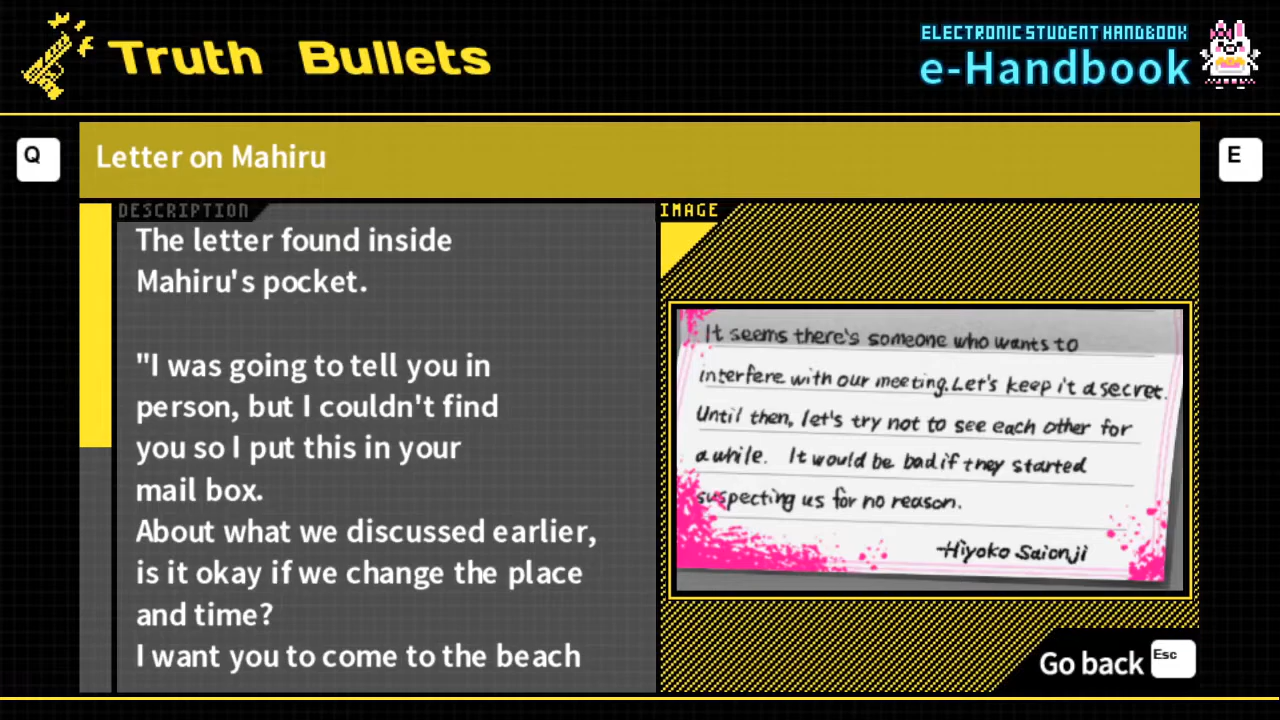 Truth Bullets
ELECTRONIC STUDENT HANDBOOK
e-Handbook
Q
Letter on Mahiru
E
DESCRIPTION
The letter found inside
Mahiru's pocket.
"I was going to tell you in
person, but I couldn't find
you so I put this in your
mail box.
About what we discussed earlier,
is it okay if we change the place
and time?
I want you to come to the beach
IMAGE
It seems there's someone who wants to
interfere with our meeting. Let's keep it a secret.
Until then, let's try not to see each other for
a while. It would be bad if they started
suspecting us for no reason.
-Hiyoko Saionji
Go back Esc